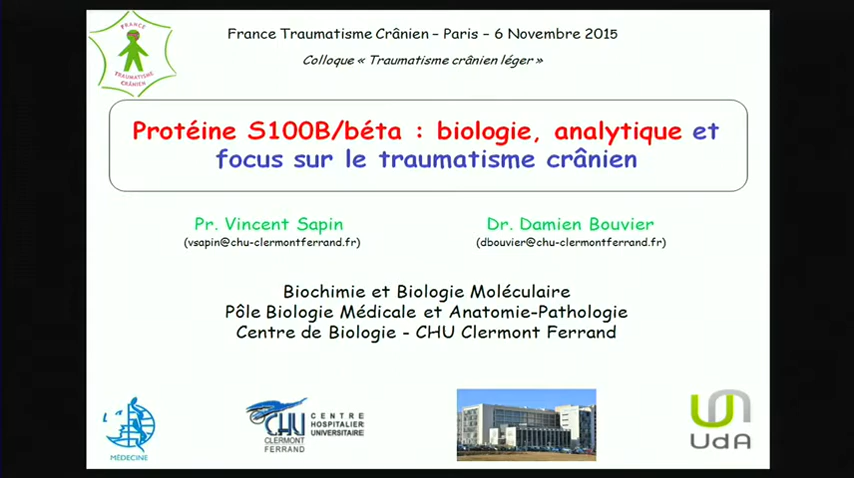 FRANCE
TRAUMATISME
CRÂNIEN
France Traumatisme Crânien – Paris – 6 Novembre 2015
Colloque « Traumatisme crânien léger »
Protéine S100B/béta : biologie, analytique et
focus sur le traumatisme crânien
Pr. Vincent Sapin
(vsapin@chu-clermontferrand.fr)
Dr. Damien Bouvier
(dbouvier@chu-clermontferrand.fr)
Biochimie et Biologie Moléculaire
Pôle Biologie Médicale et Anatomie-Pathologie
Centre de Biologie - CHU Clermont Ferrand
MÉDECINE
CHU
CLERMONT
FERRAND
CENTRE
HOSPITALIER
UNIVERSITAIRE
UdA